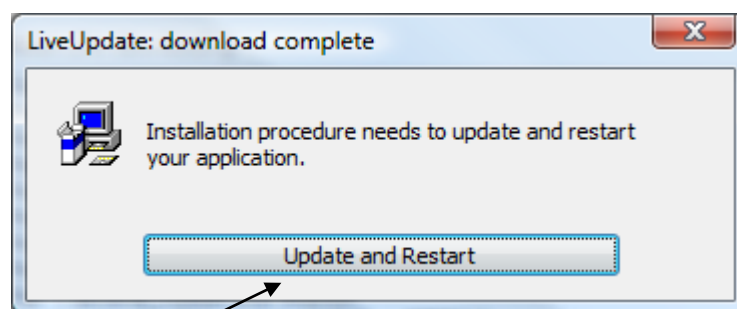 LiveUpdate: download complete
Installation procedure needs to update and restart
your application.
Update and Restart